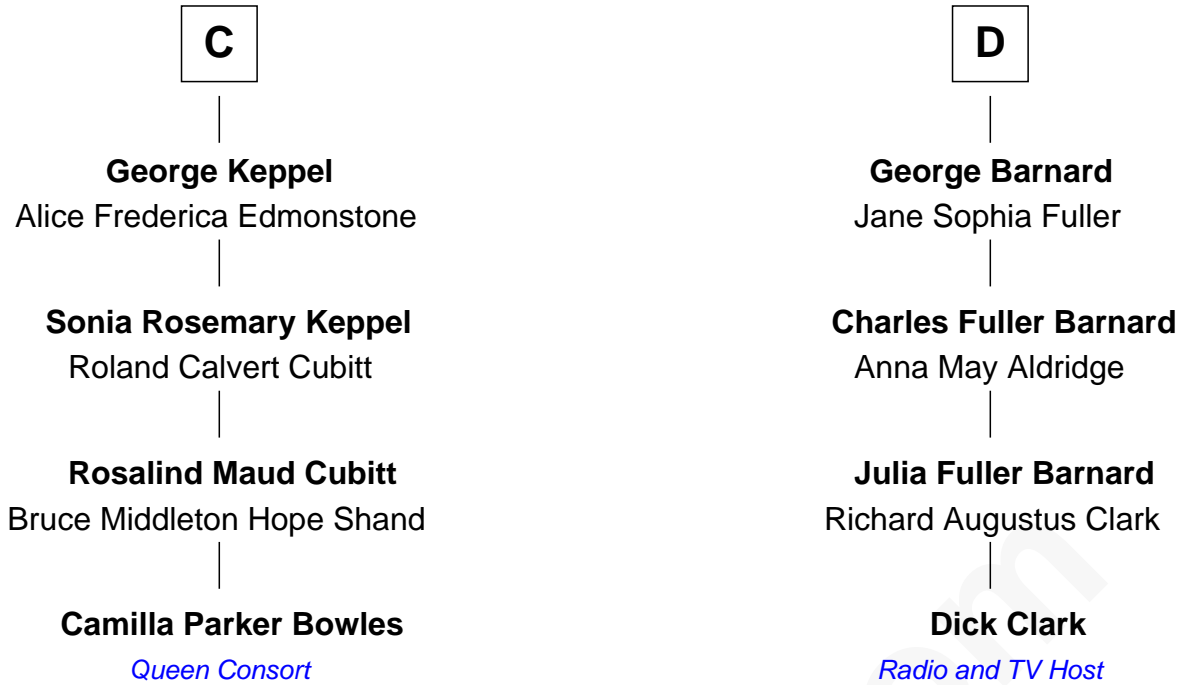 C
George Keppel
Alice Frederica Edmonstone
Sonia Rosemary Keppel
Roland Calvert Cubitt
Rosalind Maud Cubitt
Bruce Middleton Hope Shand
Camilla Parker Bowles
Queen Consort
D
George Barnard
Jane Sophia Fuller
Charles Fuller Barnard
Anna May Aldridge
Julia Fuller Barnard
Richard Augustus Clark
Dick Clark
Radio and TV Host